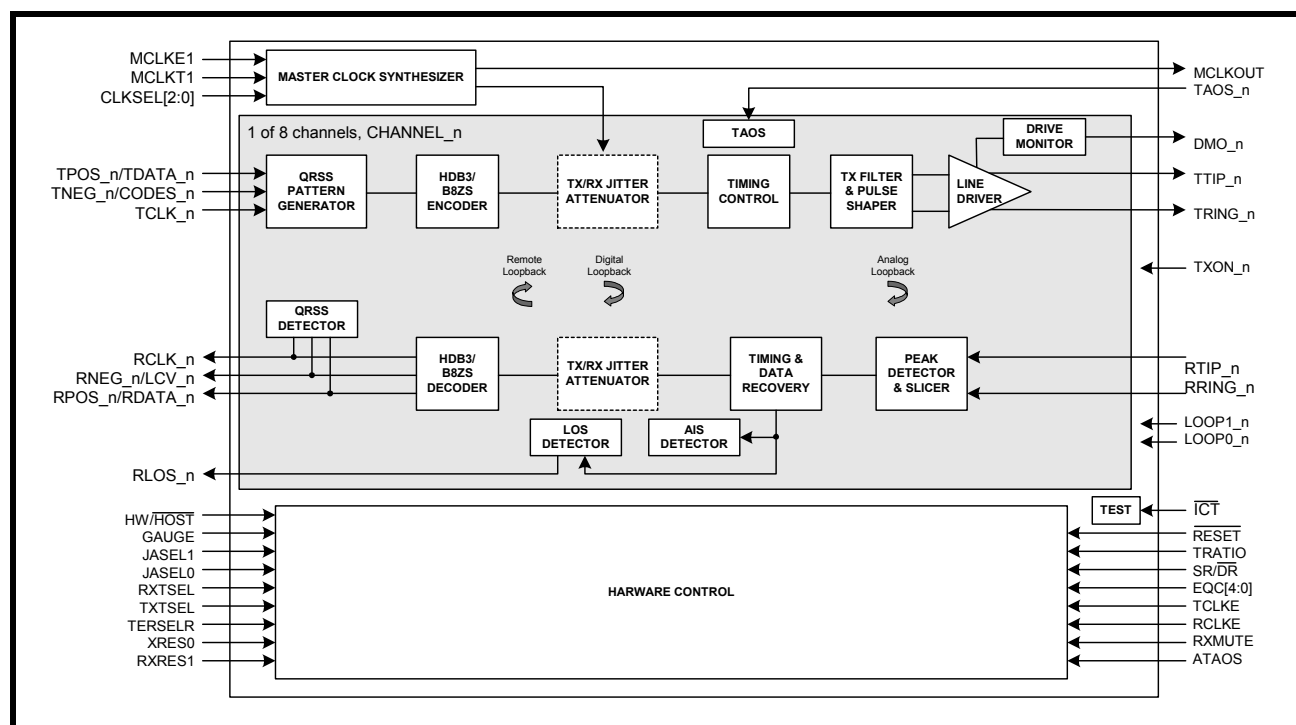 MCLKE1
MCLKT1
CLKSEL[2:0]
MASTER CLOCK SYNTHESIZER
MCLKOUT
TAOS_n
1 of 8 channels, CHANNEL_n
TAOS
DRIVE
MONITOR
DMO_n
TPOS_n/TDATA_n
TNEG_n/CODES_n
TCLK_n
QRSS
PATTERN
GENERATOR
HDB3/
B8ZS
ENCODER
TX/RX JITTER
ATTENUATOR
TIMING
CONTROL
TX FILTER
& PULSE
SHAPER
LINE
DRIVER
TTIP_n
TRING_n
Remote
Loopback
Digital
Loopback
Analog
Loopback
TXON_n
QRSS
DETECTOR
RCLK_n
RNEG_n/LCV_n
RPOS_n/RDATA_n
HDB3/
B8ZS
DECODER
TX/RX JITTER
ATTENUATOR
TIMING &
DATA
RECOVERY
PEAK
DETECTOR
& SLICER
RTIP_n
RRING_n
LOS
DETECTOR
AIS
DETECTOR
LOOP1_n
LOOP0_n
RLOS_n
TEST
ICT
HW/HOST
GAUGE
JASEL1
JASEL0
RXTSEL
TXTSEL
TERSELR
XRES0
RXRES1
HARWARE CONTROL
RESET
TRATIO
SR/DR
EQC[4:0]
TCLKE
RCLKE
RXMUTE
ATAOS